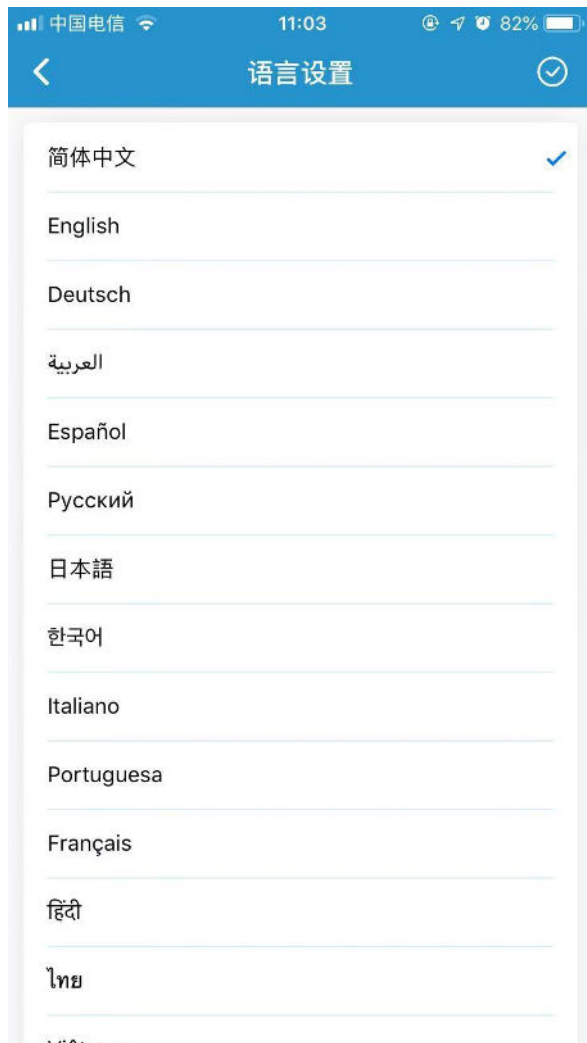 中国电信 11:03 82%
语言设置
简体中文
English
Deutsch
العربية
Español
Русский
日本語
한국어
Italiano
Portuguesa
Français
हिंदी
ไทย